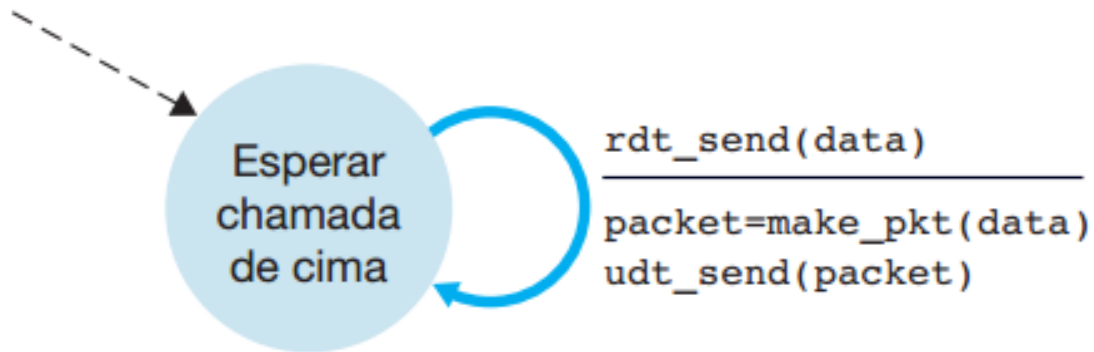 Esperar
chamada
de cima
rdt_send(data)
packet=make_pkt(data)
udt_send(packet)